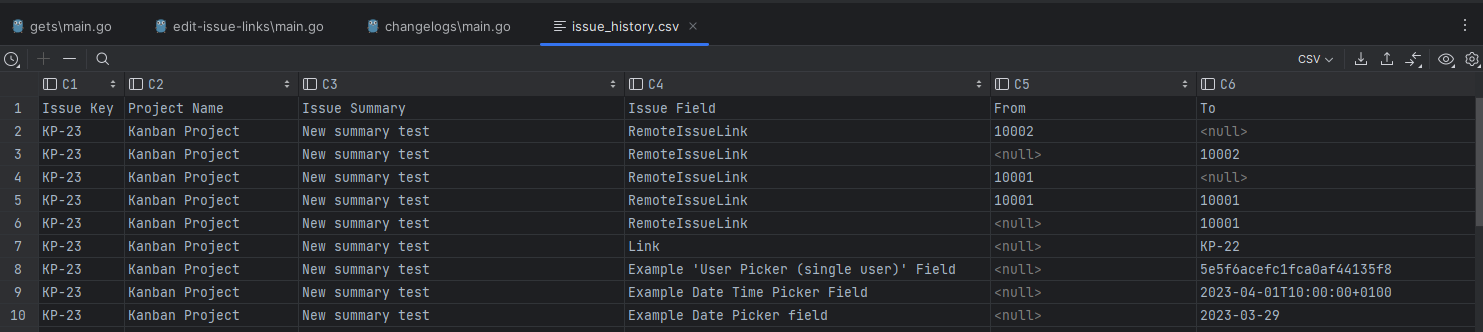 gets\main.go edit-issue-links\main.go changelogs\main.go issue_history.csv
CSV
C1 C2 C3 C4 C5 C6
1 Issue Key Project Name Issue Summary Issue Field From To
2 KP-23 Kanban Project New summary test RemoteIssueLink 10002 <null>
3 KP-23 Kanban Project New summary test RemoteIssueLink <null> 10002
4 KP-23 Kanban Project New summary test RemoteIssueLink 10001 <null>
5 KP-23 Kanban Project New summary test RemoteIssueLink 10001 10001
6 KP-23 Kanban Project New summary test RemoteIssueLink <null> 10001
7 KP-23 Kanban Project New summary test Link <null> KP-22
8 KP-23 Kanban Project New summary test Example 'User Picker (single user)' Field <null> 5e5f6acefc1fca0af44135f8
9 KP-23 Kanban Project New summary test Example Date Time Picker Field <null> 2023-04-01T10:00:00+0100
10 KP-23 Kanban Project New summary test Example Date Picker field <null> 2023-03-29